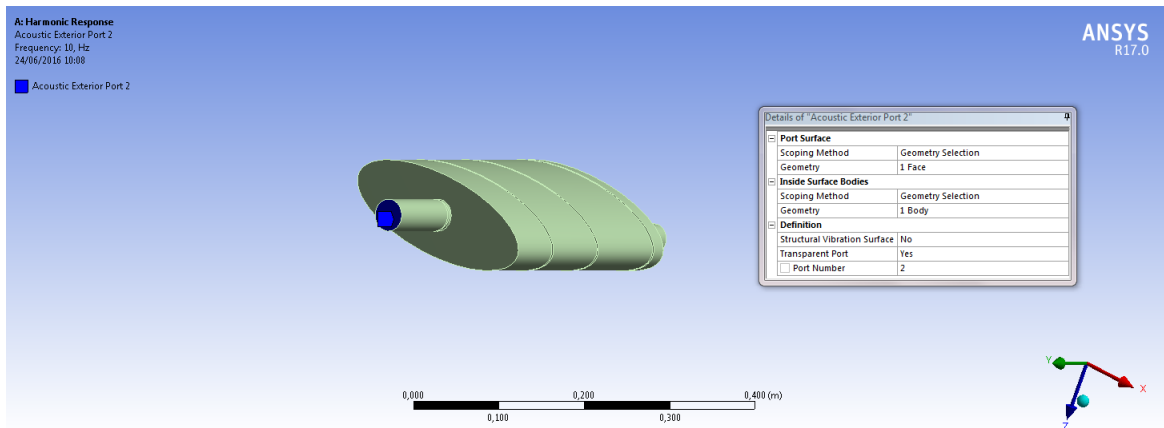 A: Harmonic Response
Acoustic Exterior Port 2
Frequency: 10, Hz
24/06/2016 10:08
Acoustic Exterior Port 2
ANSYS
R17.0
Details of "Acoustic Exterior Port 2"
Port Surface
Scoping Method Geometry Selection
Geometry 1 Face
Inside Surface Bodies
Scoping Method Geometry Selection
Geometry 1 Body
Definition
Structural Vibration Surface No
Transparent Port Yes
Port Number 2
0,000 0,200 0,400 (m)
0,100 0,300
Y
X
Z